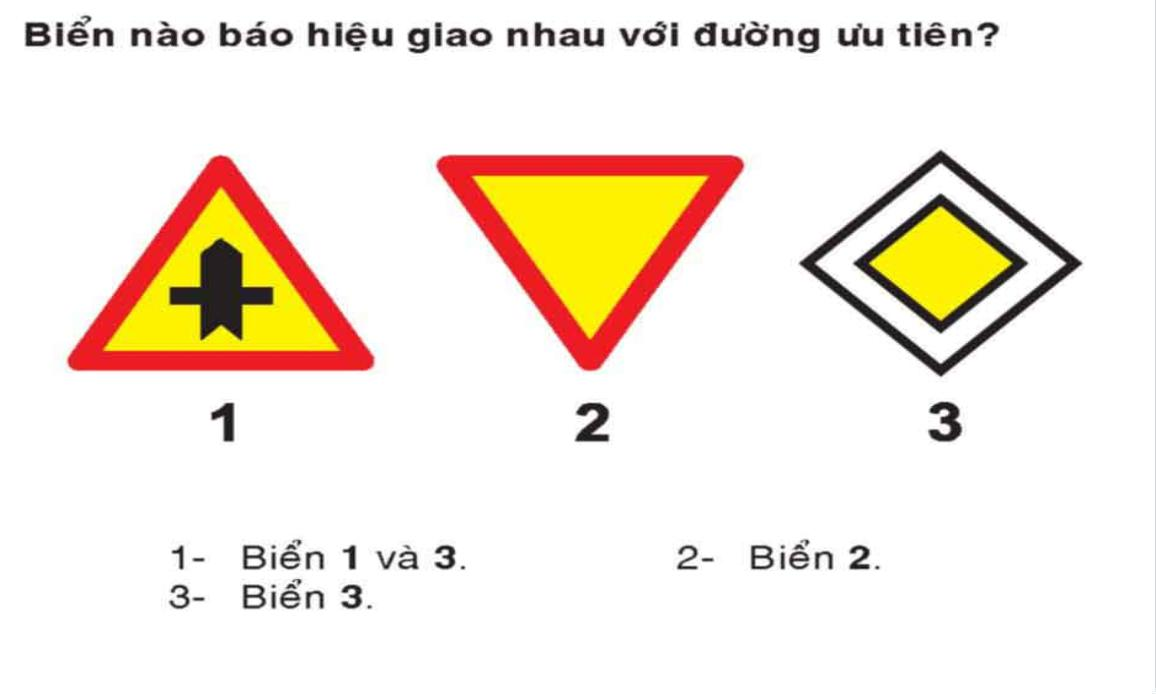 Biển nào báo hiệu giao nhau với đường ưu tiên?
1 2 3
1- Biển 1 và 3. 2- Biển 2.
3- Biển 3.